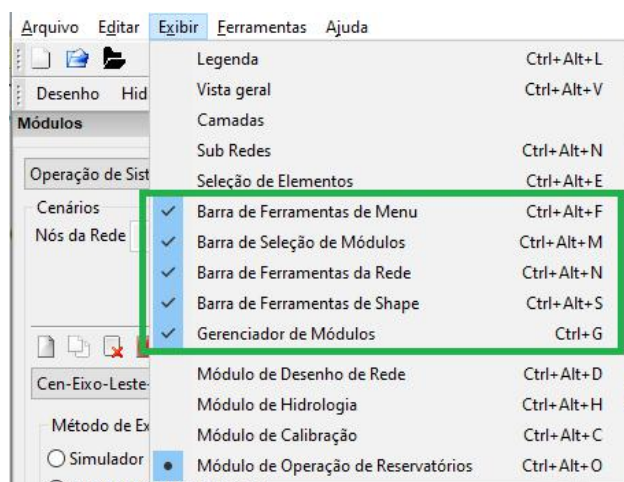 Arquivo Editar Exibir Ferramentas Ajuda
Legenda Ctrl+Alt+L
Desenho Hid Vista geral Ctrl+Alt+V
Módulos Camadas
Sub Redes Ctrl+Alt+N
Operação de Sist Seleção de Elementos Ctrl+Alt+E
Cenários Barra de Ferramentas de Menu Ctrl+Alt+F
Nós da Rede Barra de Seleção de Módulos Ctrl+Alt+M
Barra de Ferramentas da Rede Ctrl+Alt+N
Barra de Ferramentas de Shape Ctrl+Alt+S
Gerenciador de Módulos Ctrl+G
Cen-Eixo-Leste- Módulo de Desenho de Rede Ctrl+Alt+D
Módulo de Hidrologia Ctrl+Alt+H
Método de Ex Módulo de Calibração Ctrl+Alt+C
Simulador Módulo de Operação de Reservatórios Ctrl+Alt+O